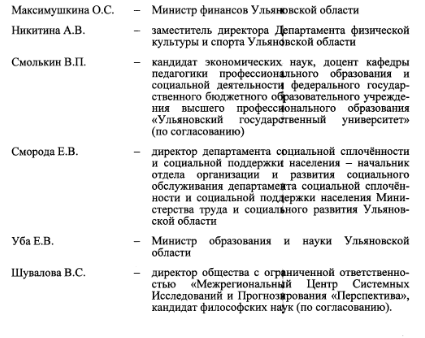 Максимушкина О.С. – Министр финансов Ульяновской области
Никитина А.В. – заместитель директора Департамента физической
культуры и спорта Ульяновской области
Смолькин В.П. – кандидат экономических наук, доцент кафедры
педагогики профессионального образования и
социальной деятельности федерального государ-
ственного бюджетного образовательного учрежде-
ния высшего профессионального образования
«Ульяновский государственный университет»
(по согласованию)
Сморода Е.В. – директор департамента социальной сплочённости
и социальной поддержки населения – начальник
отдела организации и развития социального
обслуживания департамента социальной сплочён-
ности и социальной поддержки населения Мини-
стерства труда и социального развития Ульянов-
ской области
Уба Е.В. – Министр образования и науки Ульяновской
области
Шувалова В.С. – директор общества с ограниченной ответственно-
стью «Межрегиональный Центр Системных
Исследований и Прогнозирования «Перспектива»,
кандидат философских наук (по согласованию).